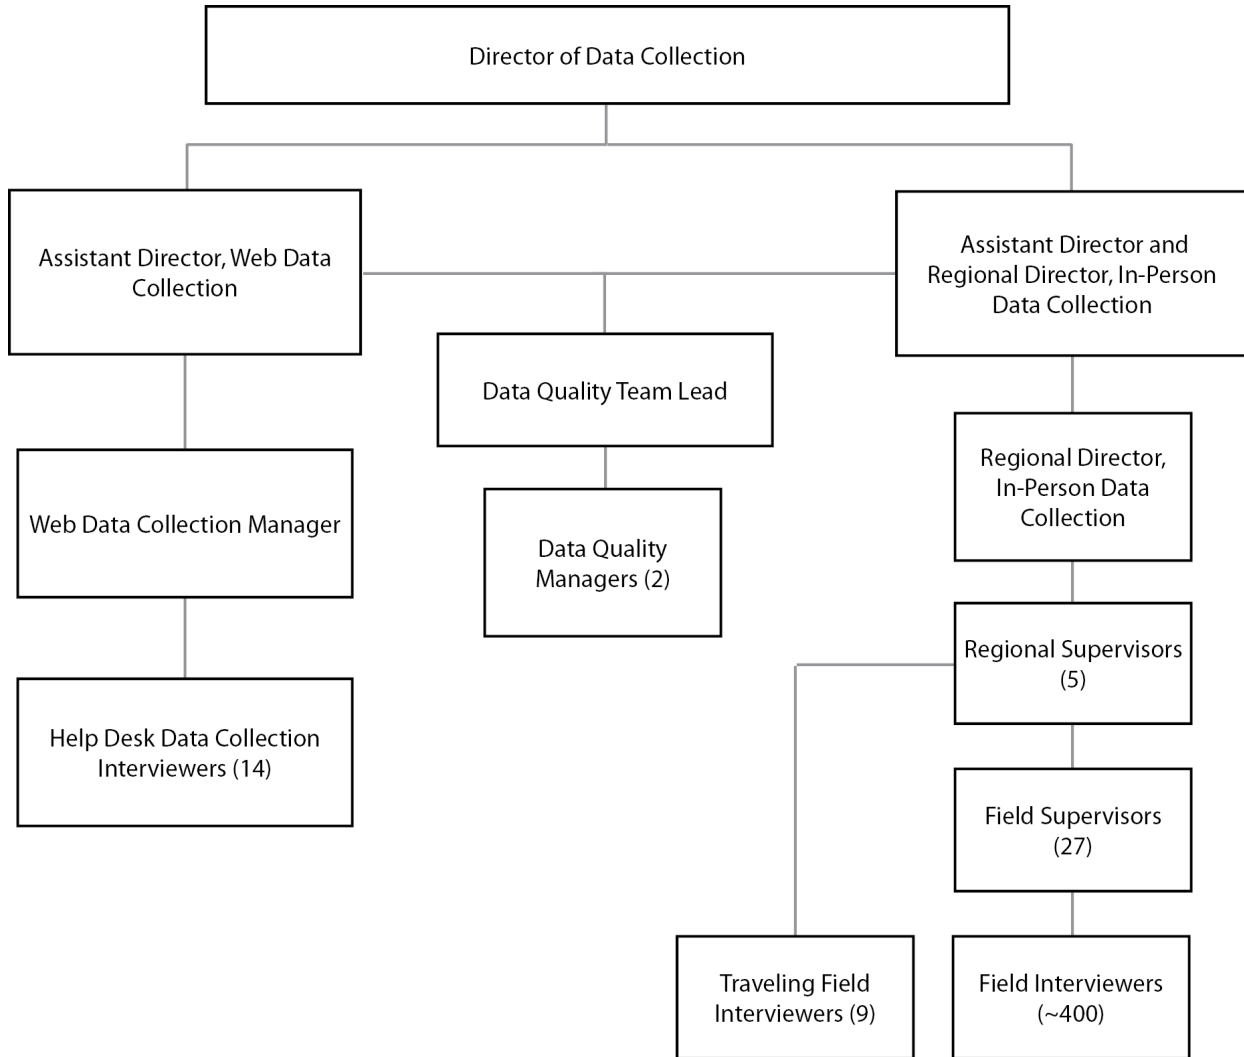 Director of Data Collection
Assistant Director, Web Data
Collection
Assistant Director and
Regional Director, In-Person
Data Collection
Data Quality Team Lead
Regional Director,
In-Person Data
Collection
Web Data Collection Manager
Data Quality
Managers (2)
Regional Supervisors
(5)
Help Desk Data Collection
Interviewers (14)
Field Supervisors
(27)
Traveling Field
Interviewers (9)
Field Interviewers
(~400)